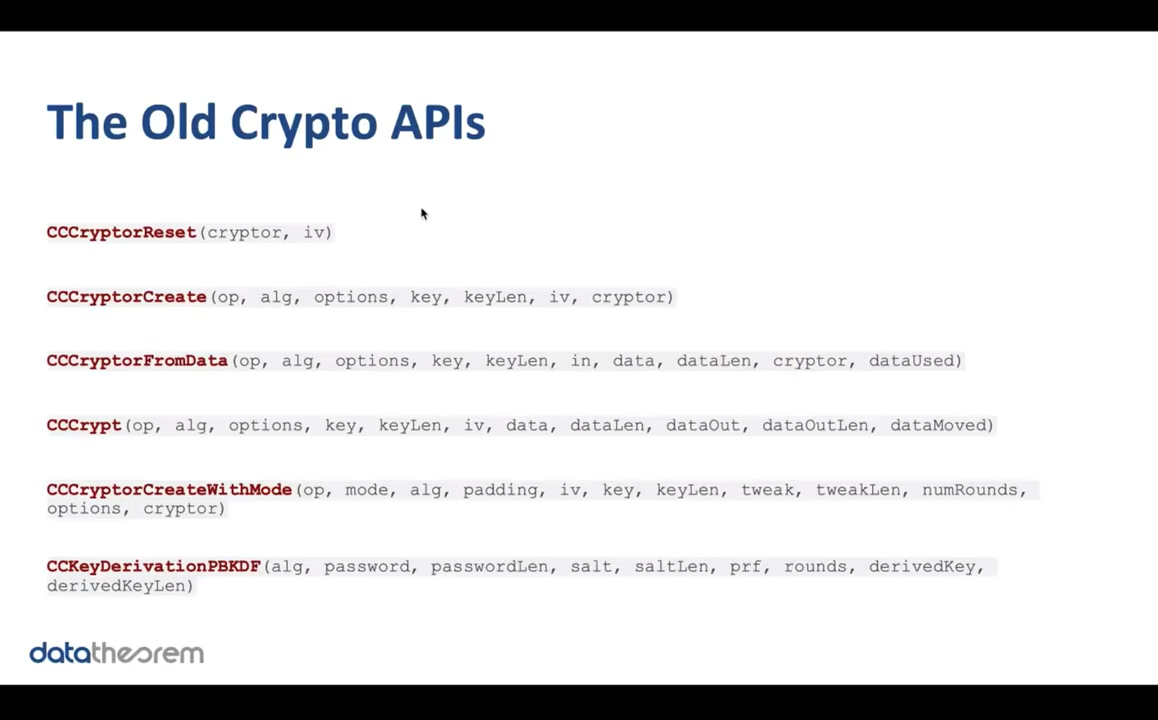 The Old Crypto APIs
CCCryptorReset(cryptor, iv)
CCCryptorCreate(op, alg, options, key, keyLen, iv, cryptor)
CCCryptorFromData(op, alg, options, key, keyLen, in, data, dataLen, cryptor, dataUsed)
CCCrypt(op, alg, options, key, keyLen, iv, data, dataLen, dataOut, dataOutLen, dataMoved)
CCCryptorCreateWithMode(op, mode, alg, padding, iv, key, keyLen, tweak, tweakLen, numRounds,
options, cryptor)
CCKeyDerivationPBKDF(alg, password, passwordLen, salt, saltLen, prf, rounds, derivedKey,
derivedKeyLen)
datatheorem